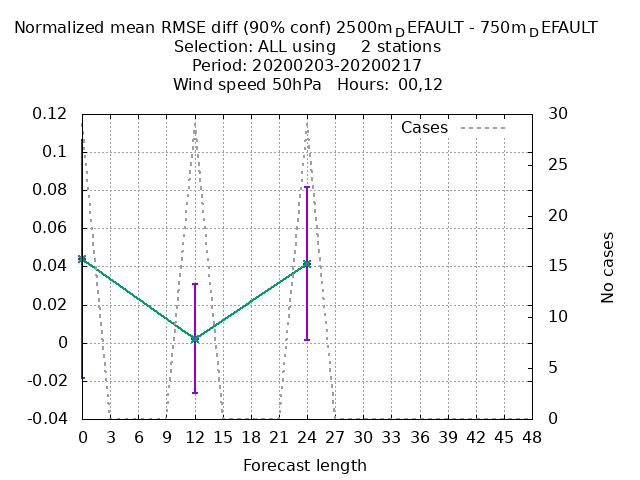 Normalized mean RMSE diff (90% conf) 2500m_DEFAULT - 750m_DEFAULT
Selection: ALL using     2 stations
Period: 20200203-20200217
Wind speed 50hPa   Hours: 00,12
Cases
0.12
0.1
0.08
0.06
0.04
0.02
0
-0.02
-0.04
30
25
20
15
10
5
0
No cases
0 3 6 9 12 15 18 21 24 27 30 33 36 39 42 45 48
Forecast length